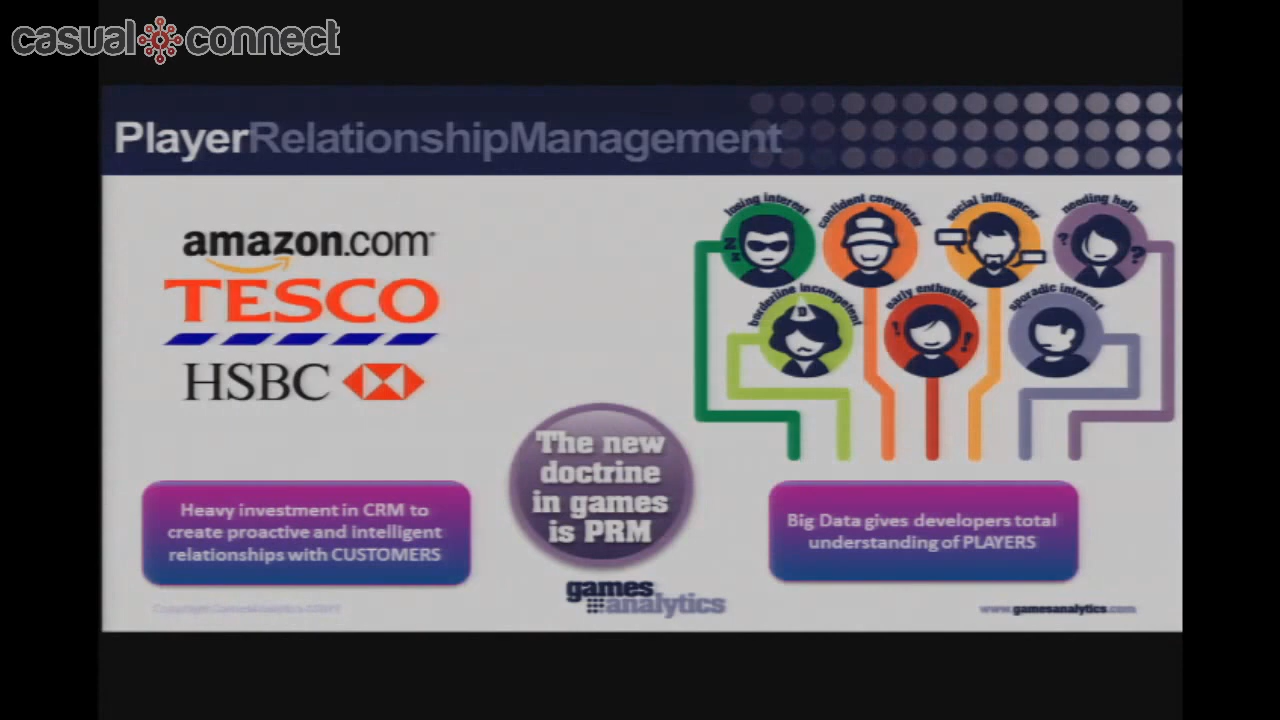 casual connect
PlayerRelationshipManagement
amazon.com
TESCO
HSBC
losing interest
confident completer
social influencer
needing help
borderline incompetent
early enthusiast
sporadic interest
The new
doctrine
in games
is PRM
Heavy investment in CRM to
create proactive and intelligent
relationships with CUSTOMERS
Big Data gives developers total
understanding of PLAYERS
games
analytics
www.gamesanalytics.com